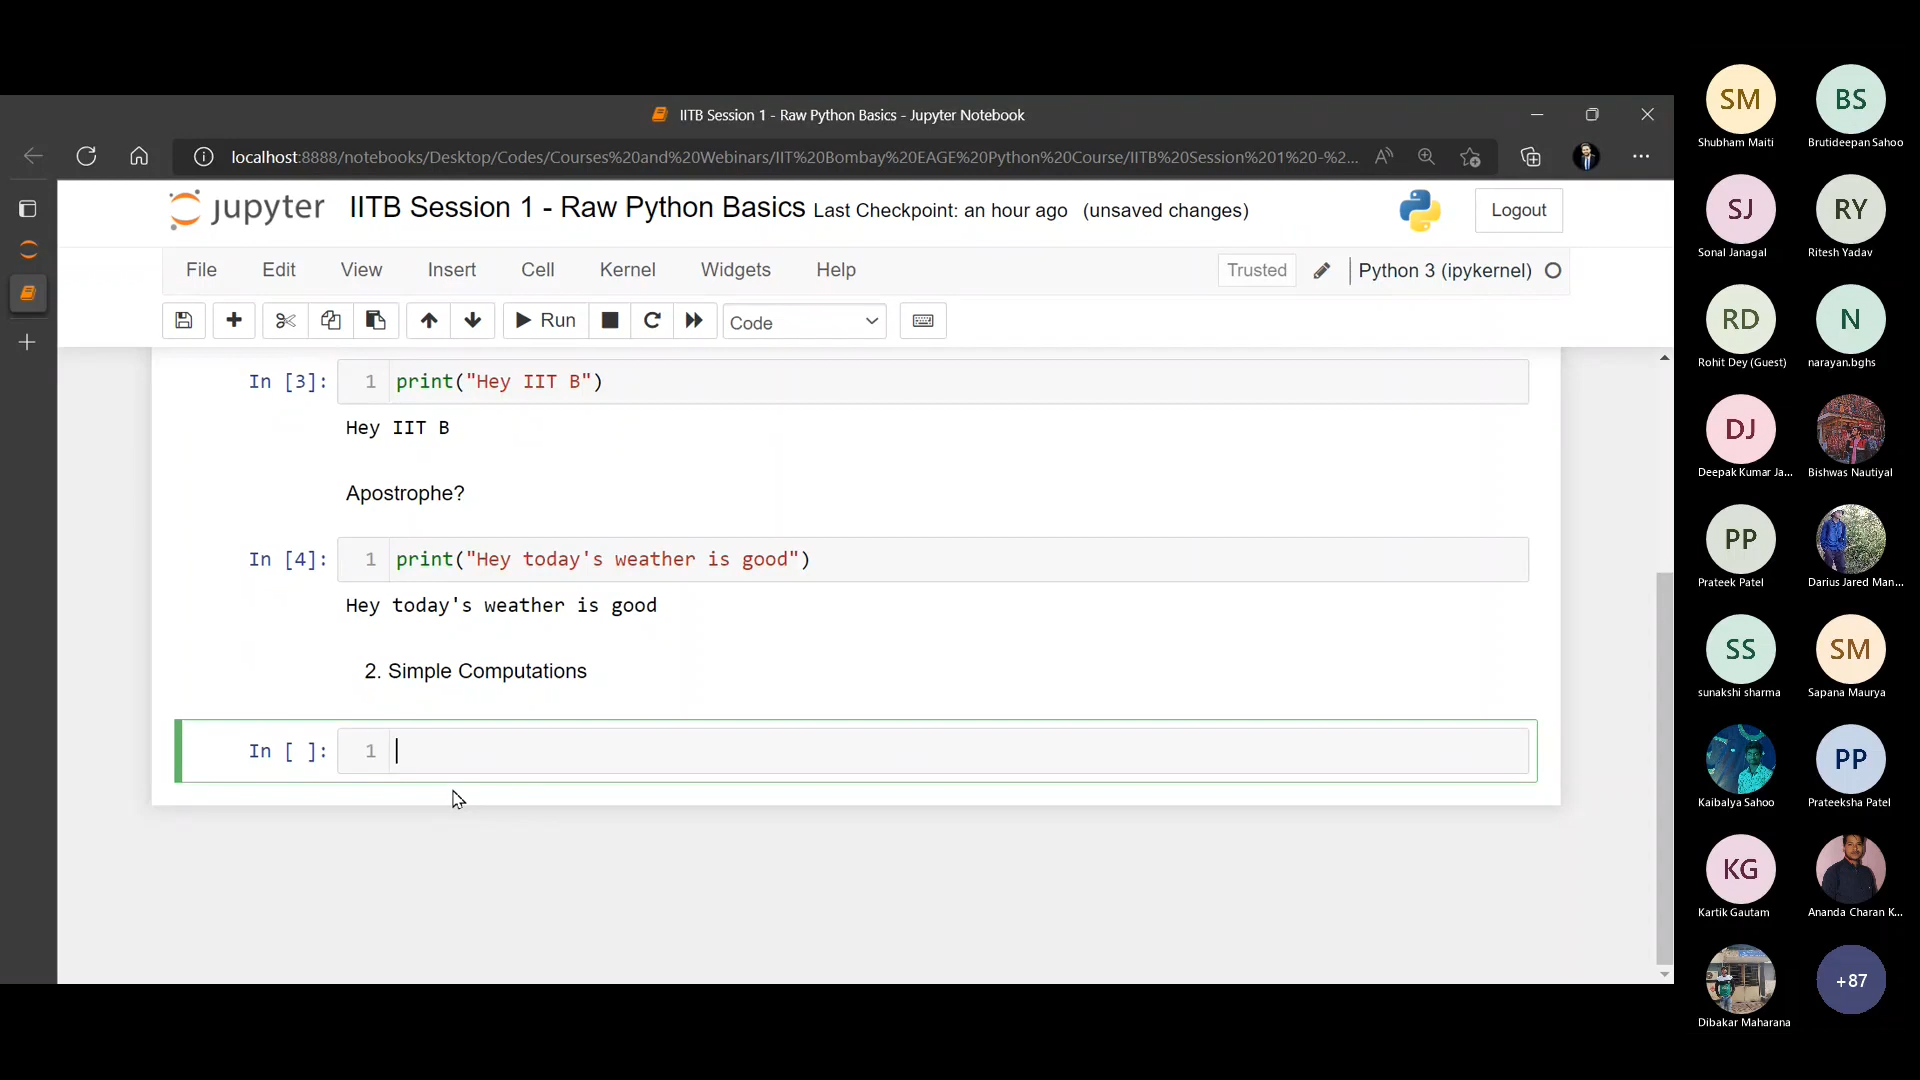 IITB Session 1 - Raw Python Basics - Jupyter Notebook
localhost:8888/notebooks/Desktop/Codes/Courses%20and%20Webinars/IIT%20Bombay%20EAGE%20Python%20Course/IITB%20Session%201%20-%2...
jupyter IITB Session 1 - Raw Python Basics Last Checkpoint: an hour ago (unsaved changes) Logout
File Edit View Insert Cell Kernel Widgets Help Trusted Python 3 (ipykernel)
Run Code
In [3]: 1 print("Hey IIT B")
Hey IIT B
Apostrophe?
In [4]: 1 print("Hey today's weather is good")
Hey today's weather is good
2. Simple Computations
In [ ]: 1
SM BS
Shubham Maiti Brutideepan Sahoo
SJ RY
Sonal Janagal Ritesh Yadav
RD N
Rohit Dey (Guest) narayan.bghs
DJ
Deepak Kumar Ja... Bishwas Nautiyal
PP
Prateek Patel Darius Jared Man...
SS SM
sunakshi sharma Sapana Maurya
PP
Kaibalya Sahoo Prateeksha Patel
KG
Kartik Gautam Ananda Charan K...
+87
Dibakar Maharana